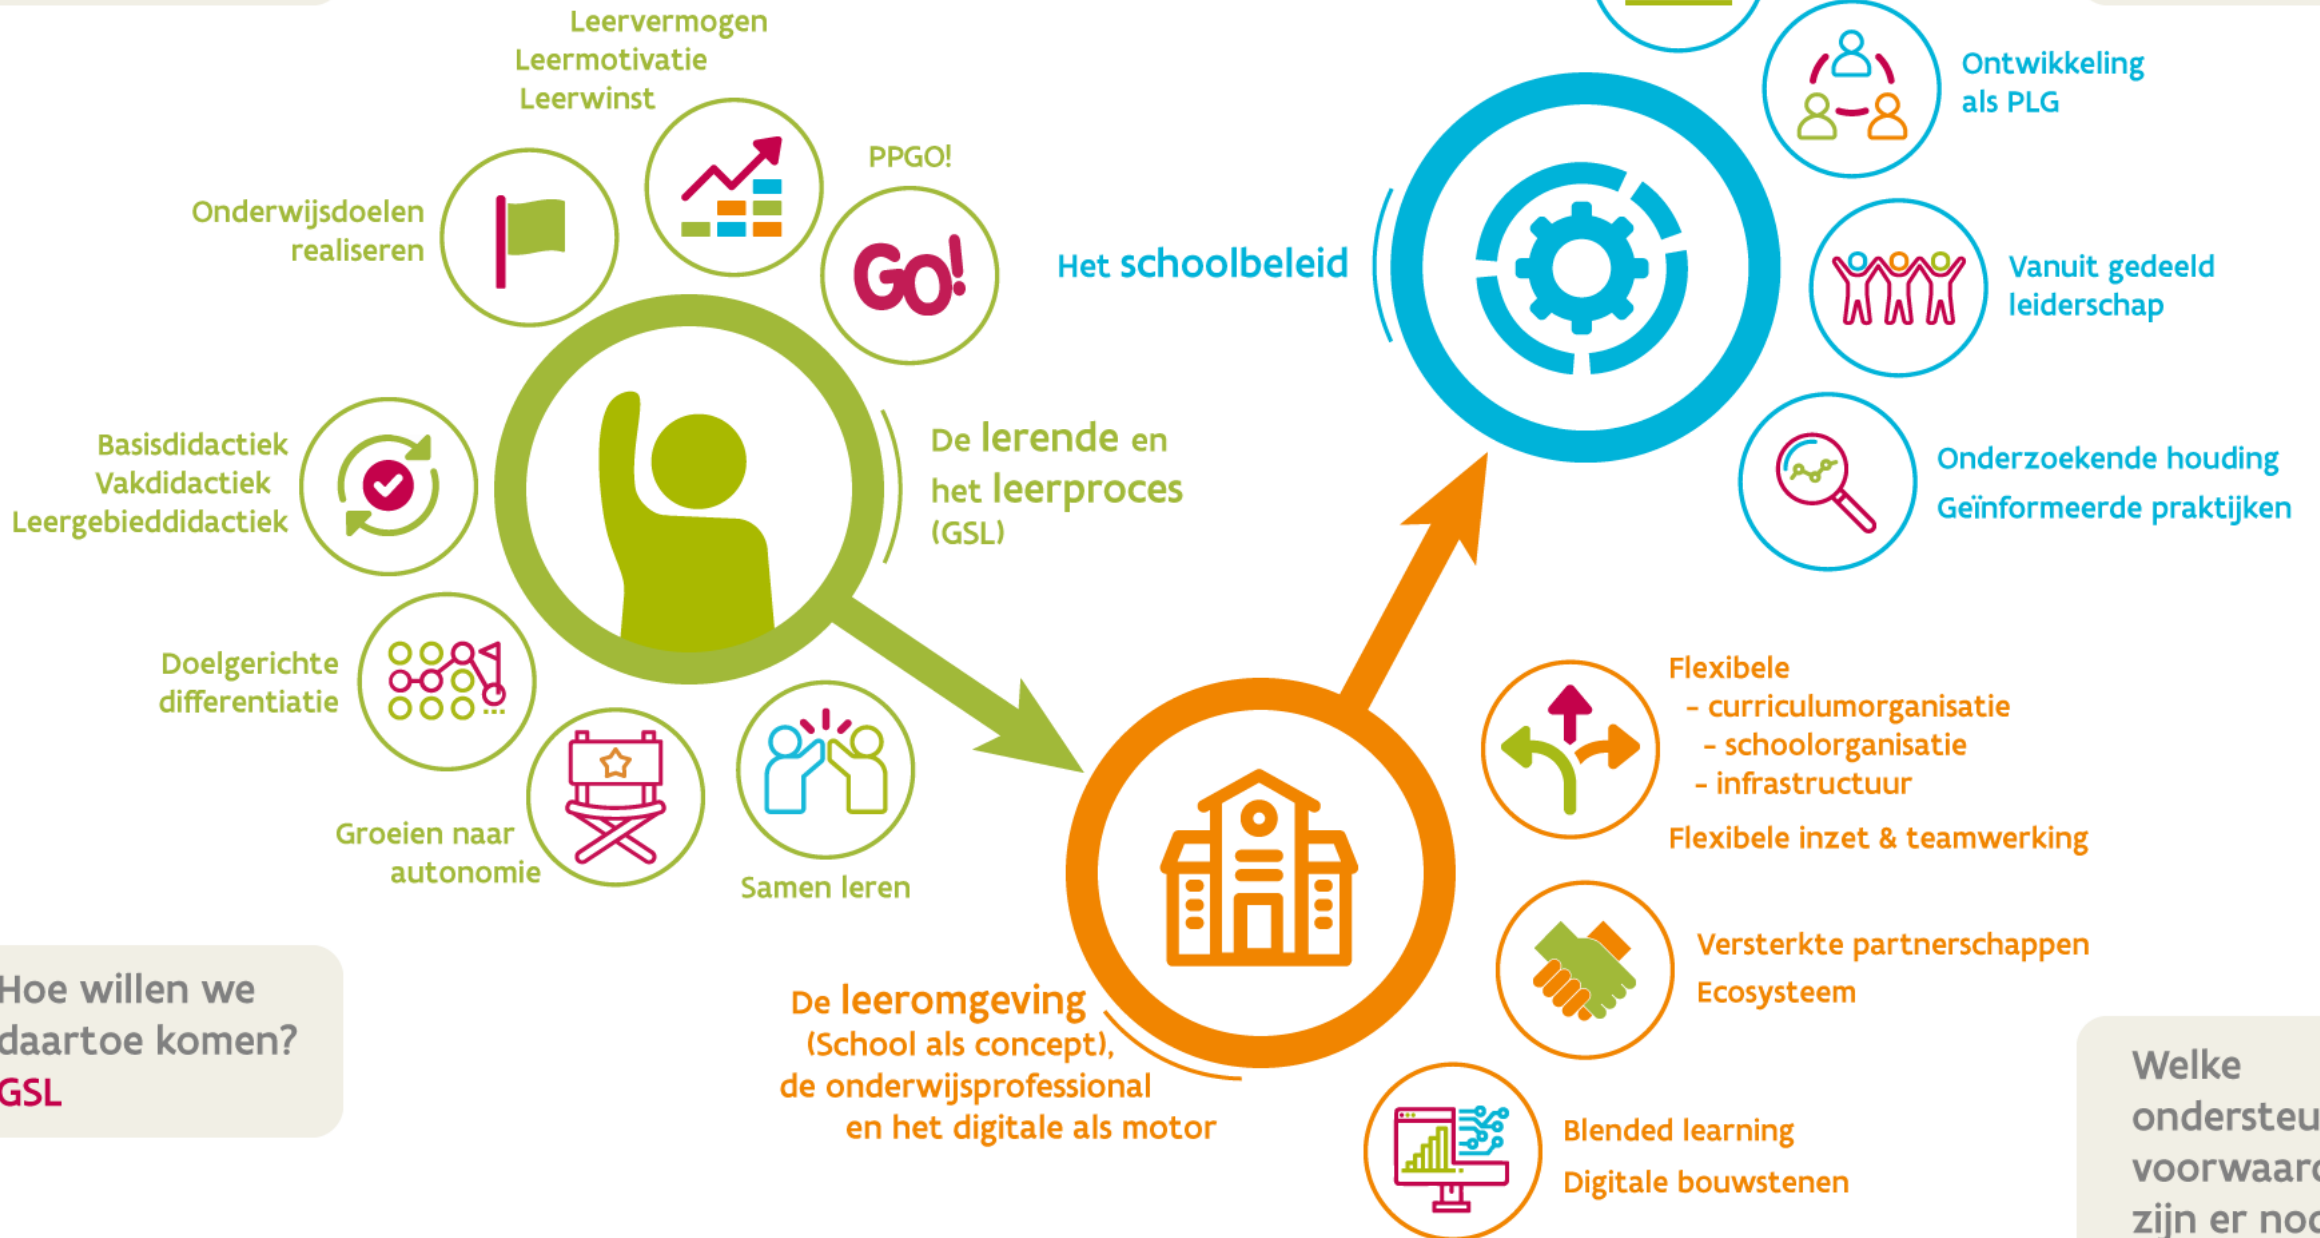 Leervermogen
Leermotivatie
Leerwinst
PPGO!
GO!
Onderwijsdoelen
realiseren
Basisdidactiek
Vakdidactiek
Leergebieddidactiek
De lerende en
het leerproces
(GSL)
Doelgerichte
differentiatie
Groeien naar
autonomie
Samen leren
Het schoolbeleid
Ontwikkeling
als PLG
Vanuit gedeeld
leiderschap
Onderzoekende houding
Geïnformeerde praktijken
Flexibele
- curriculumorganisatie
- schoolorganisatie
- infrastructuur
Flexibele inzet & teamwerking
Versterkte partnerschappen
Ecosysteem
De leeromgeving
(School als concept),
de onderwijsprofessional
en het digitale als motor
Blended learning
Digitale bouwstenen
Hoe willen we
daartoe komen?
GSL
Welke
zijn er